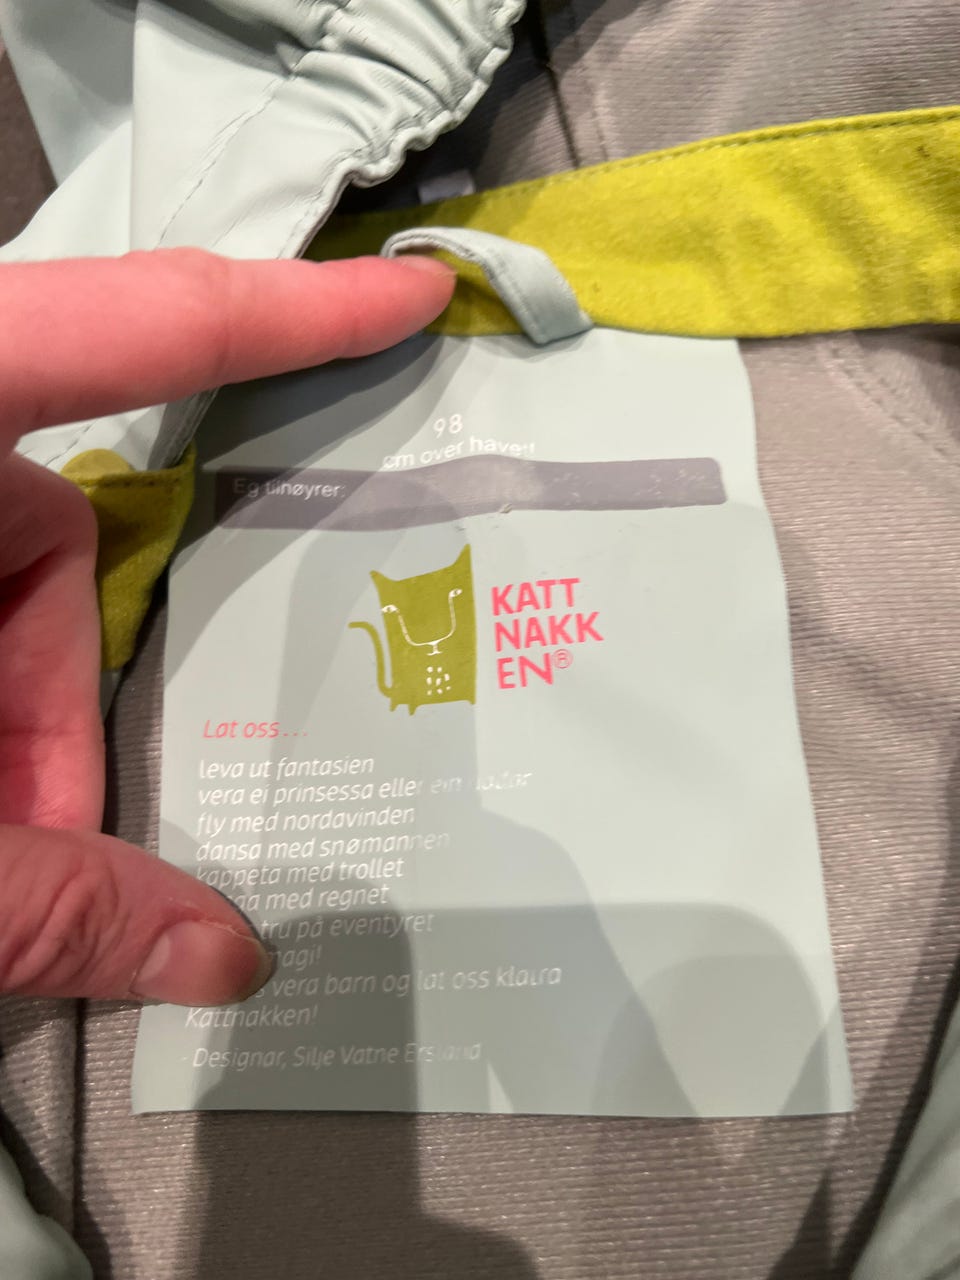 98
cm over havet!
Eg tilhøyrer:
KATT
NAKK
EN®
Lat oss...
leva ut fantasien
vera ei prinsessa eller ein
fly med nordavinden
dansa med snømannen
kappeta med trollet
med regnet
tru på eventyret
magi!
vera barn og lat oss klatra
Kattnakken!
- Designar, Silje Vatne Ersland